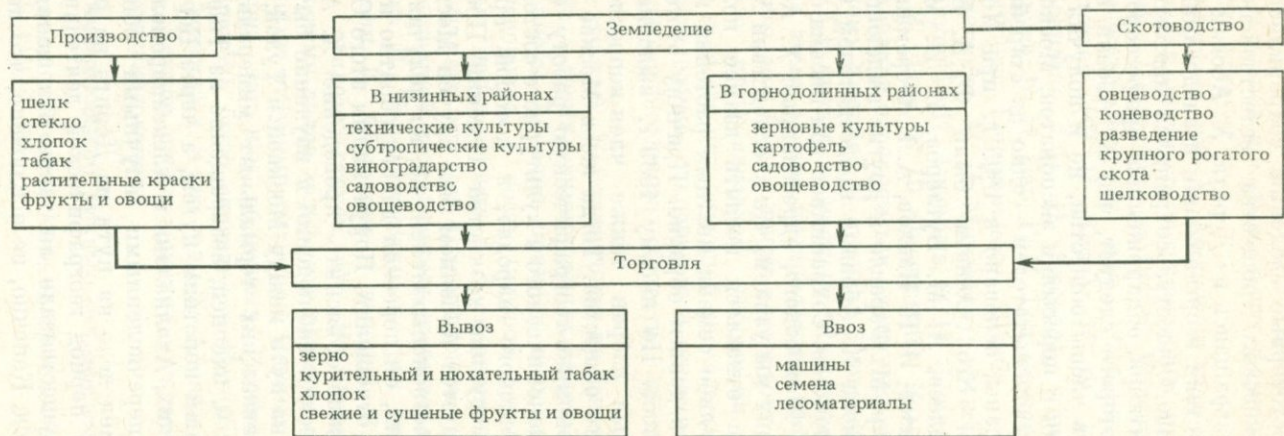 Производство
Земледелие
Скотоводство
шелк
стекло
хлопок
табак
растительные краски
фрукты и овощи
В низинных районах
технические культуры
субтропические культуры
виноградарство
садоводство
овощеводство
В горнодолинных районах
зерновые культуры
картофель
садоводство
овощеводство
овцеводство
коневодство
разведение
крупного рогатого
скота
шелководство
Торговля
Вывоз
зерно
курительный и нюхательный табак
хлопок
свежие и сушеные фрукты и овощи
Ввоз
машины
семена
лесоматериалы